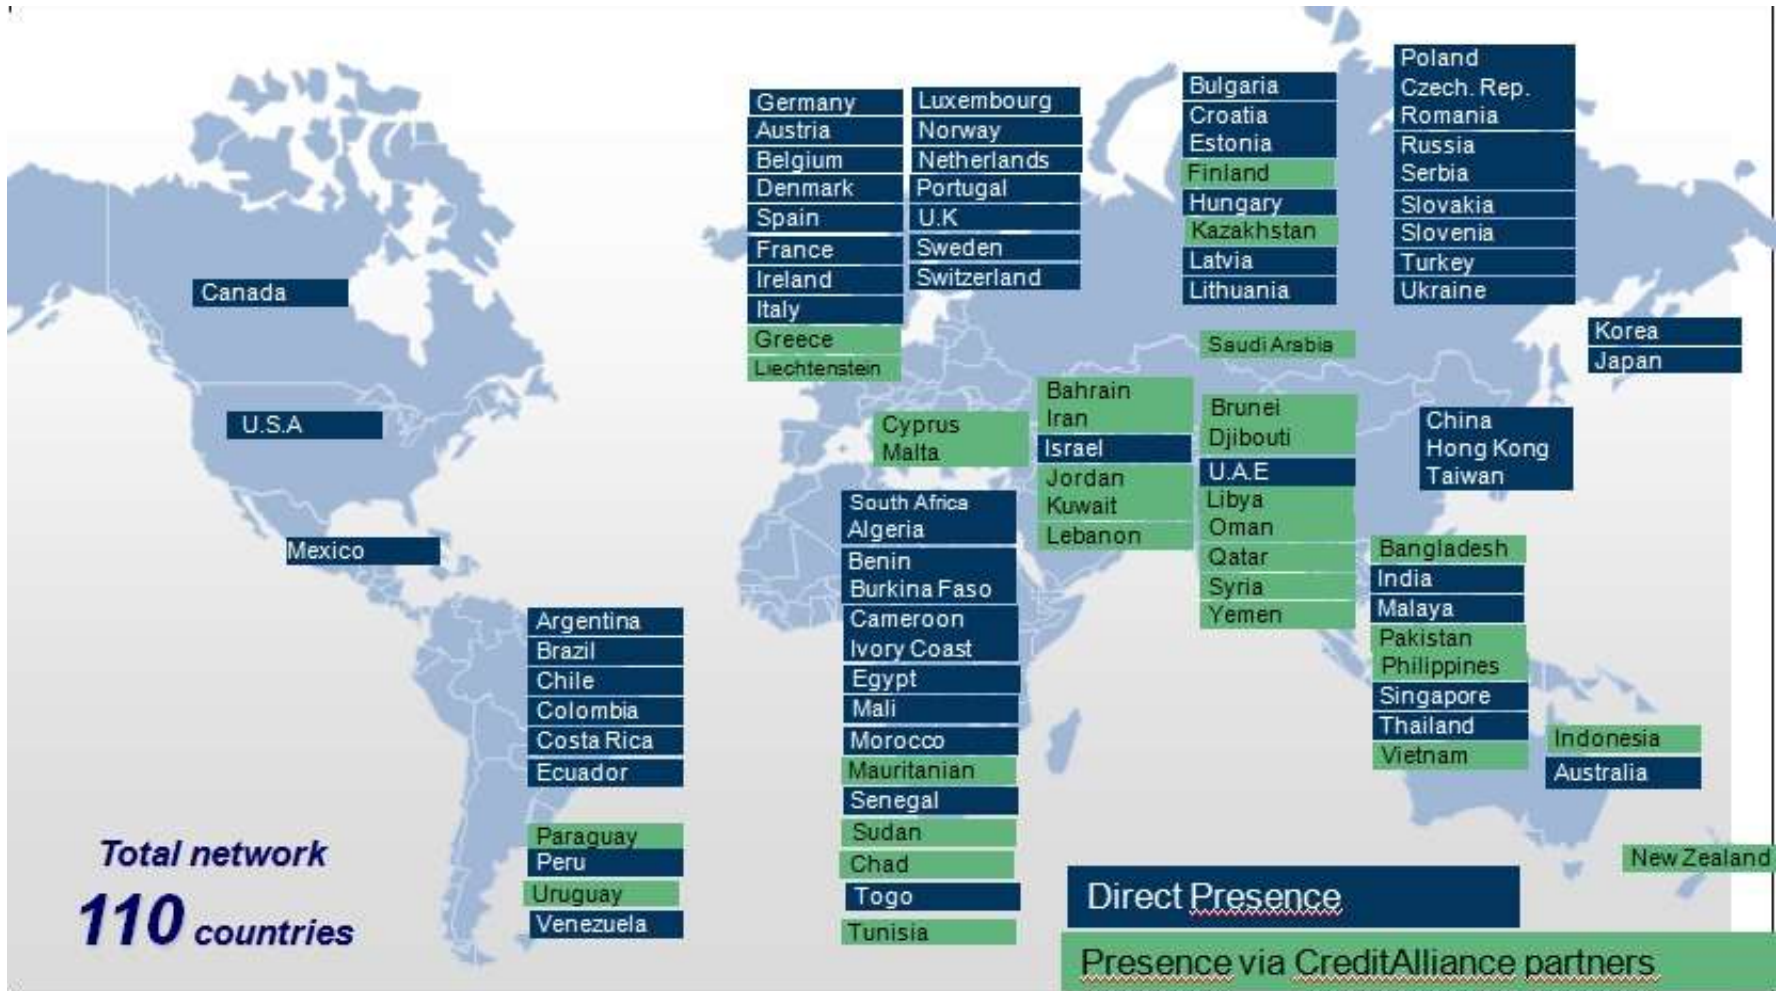 Canada
U.S.A
Mexico
Argentina
Brazil
Chile
Colombia
Costa Rica
Ecuador
Paraguay
Peru
Uruguay
Venezuela
Total network
110 countries
Germany
Austria
Belgium
Denmark
Spain
France
Ireland
Italy
Greece
Liechtenstein
Luxembourg
Norway
Netherlands
Portugal
U.K
Sweden
Switzerland
Cyprus
Malta
South Africa
Algeria
Benin
Burkina Faso
Cameroon
Ivory Coast
Egypt
Mali
Morocco
Mauritanian
Senegal
Sudan
Chad
Togo
Tunisia
Bahrain
Iran
Israel
Jordan
Kuwait
Lebanon
Bulgaria
Croatia
Estonia
Finland
Hungary
Kazakhstan
Latvia
Lithuania
Saudi Arabia
Brunei
Djibouti
U.A.E
Libya
Oman
Qatar
Syria
Yemen
Poland
Czech. Rep.
Romania
Russia
Serbia
Slovakia
Slovenia
Turkey
Ukraine
Korea
Japan
China
Hong Kong
Taiwan
Bangladesh
India
Malaya
Pakistan
Philippines
Singapore
Thailand
Vietnam
Indonesia
Australia
New Zealand
Direct Presence
Presence via CreditAlliance partners